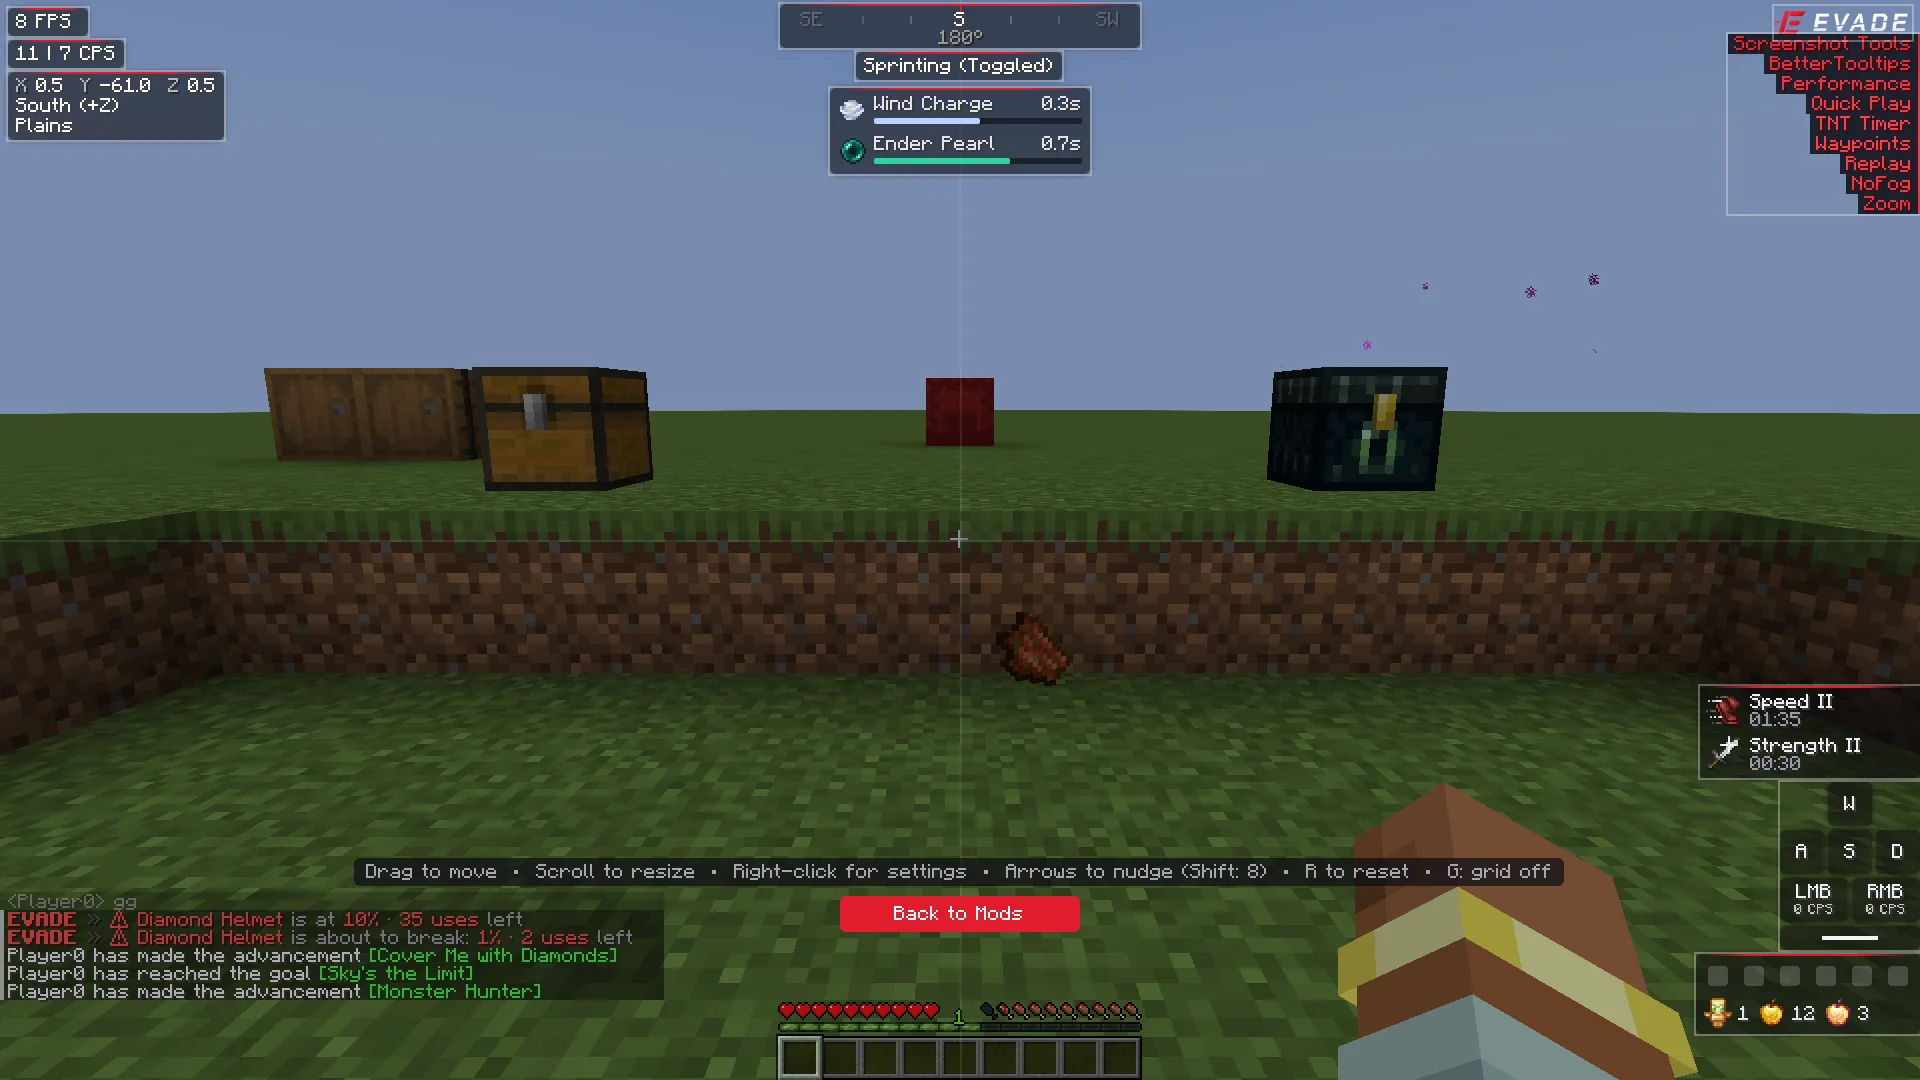 8 FPS
11 | 7 CPS
X 0.5 Y -61.0 Z 0.5
South (+Z)
Plains
SE S SW
180°
Sprinting (Toggled)
Wind Charge 0.3s
Ender Pearl 0.7s
EVADE
Screenshot Tools
BetterTooltips
Performance
Quick Play
TNT Timer
Waypoints
Replay
NoFog
Zoom
Speed II
01:35
Strength II
00:30
W
A S D
LMB RMB
0 CPS 0 CPS
1 12 3
Drag to move • Scroll to resize • Right-click for settings • Arrows to nudge (Shift: 8) • R to reset • G: grid off
Back to Mods
<Player0> gg
EVADE » ⚠ Diamond Helmet is at 10% · 35 uses left
EVADE » ⚠ Diamond Helmet is about to break: 1% · 2 uses left
Player0 has made the advancement [Cover Me with Diamonds]
Player0 has reached the goal [Sky's the Limit]
Player0 has made the advancement [Monster Hunter]
1